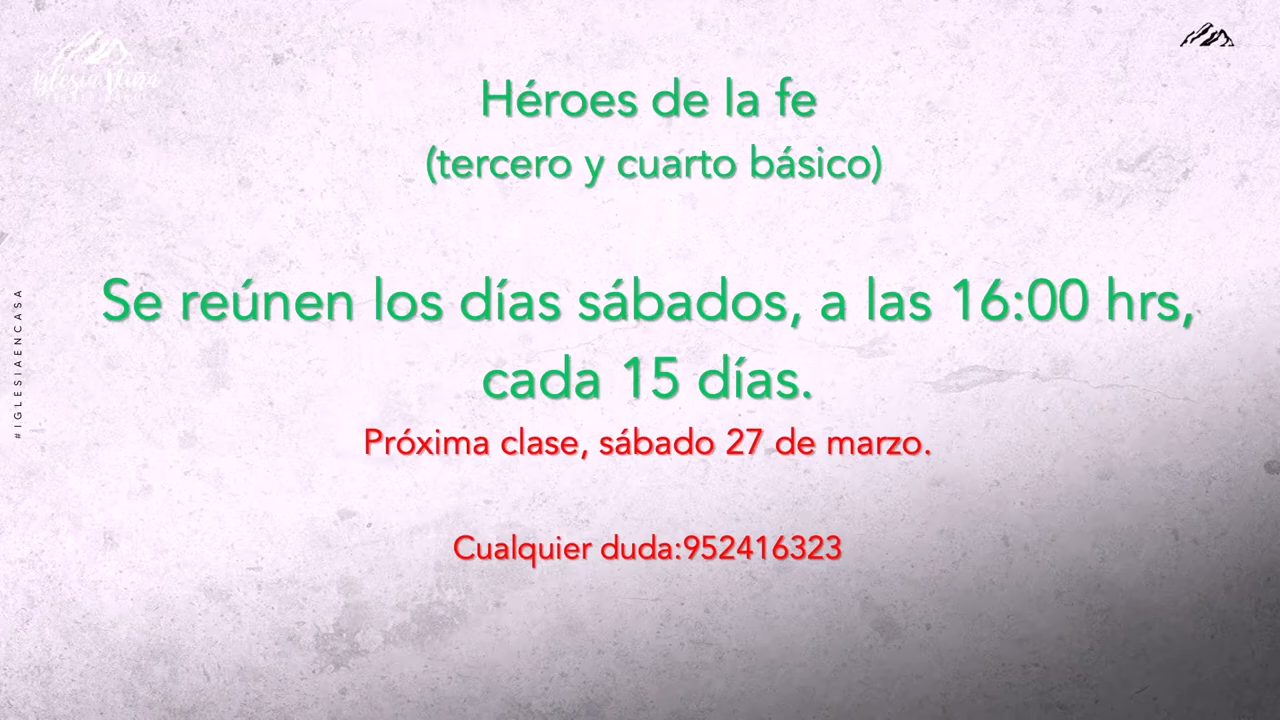 Héroes de la fe
(tercero y cuarto básico)
Se reúnen los días sábados, a las 16:00 hrs,
cada 15 días.
Próxima clase, sábado 27 de marzo.
Cualquier duda:952416323
#IGLESIAENCASA
Iglesia